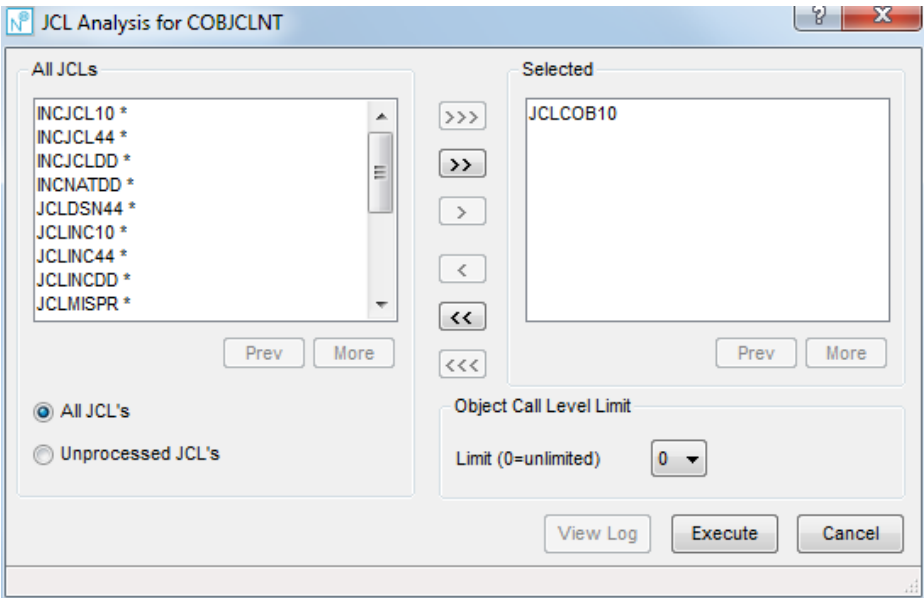 JCL Analysis for COBJCLNT
All JCLs
INCJCL10 *
INCJCL44 *
INCJCLDD *
INCNATDD *
JCLDSN44 *
JCLINC10 *
JCLINC44 *
JCLINCDD *
JCLMISPR *
Prev More
All JCL's
Unprocessed JCL's
>>>
>>
>
<
<<
<<<
Selected
JCLCOB10
Prev More
Object Call Level Limit
Limit (0=unlimited) 0
View Log Execute Cancel